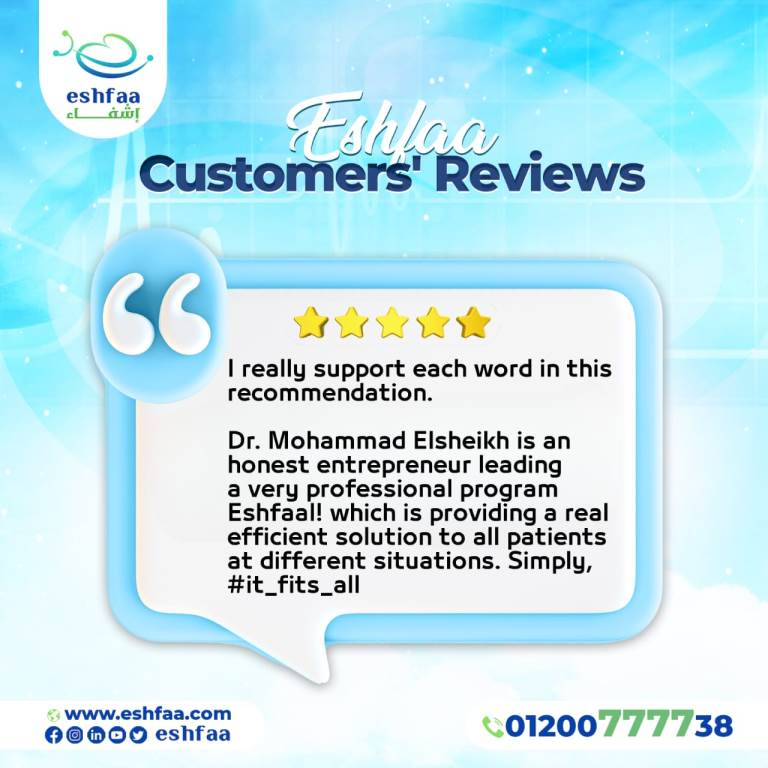 eshfaa
إشفاء
Eshfaa
Customers' Reviews
I really support each word in this
recommendation.
Dr. Mohammad Elsheikh is an
honest entrepreneur leading
a very professional program
Eshfaa!! which is providing a real
efficient solution to all patients
at different situations. Simply,
#it_fits_all
www.eshfaa.com
eshfaa
01200777738